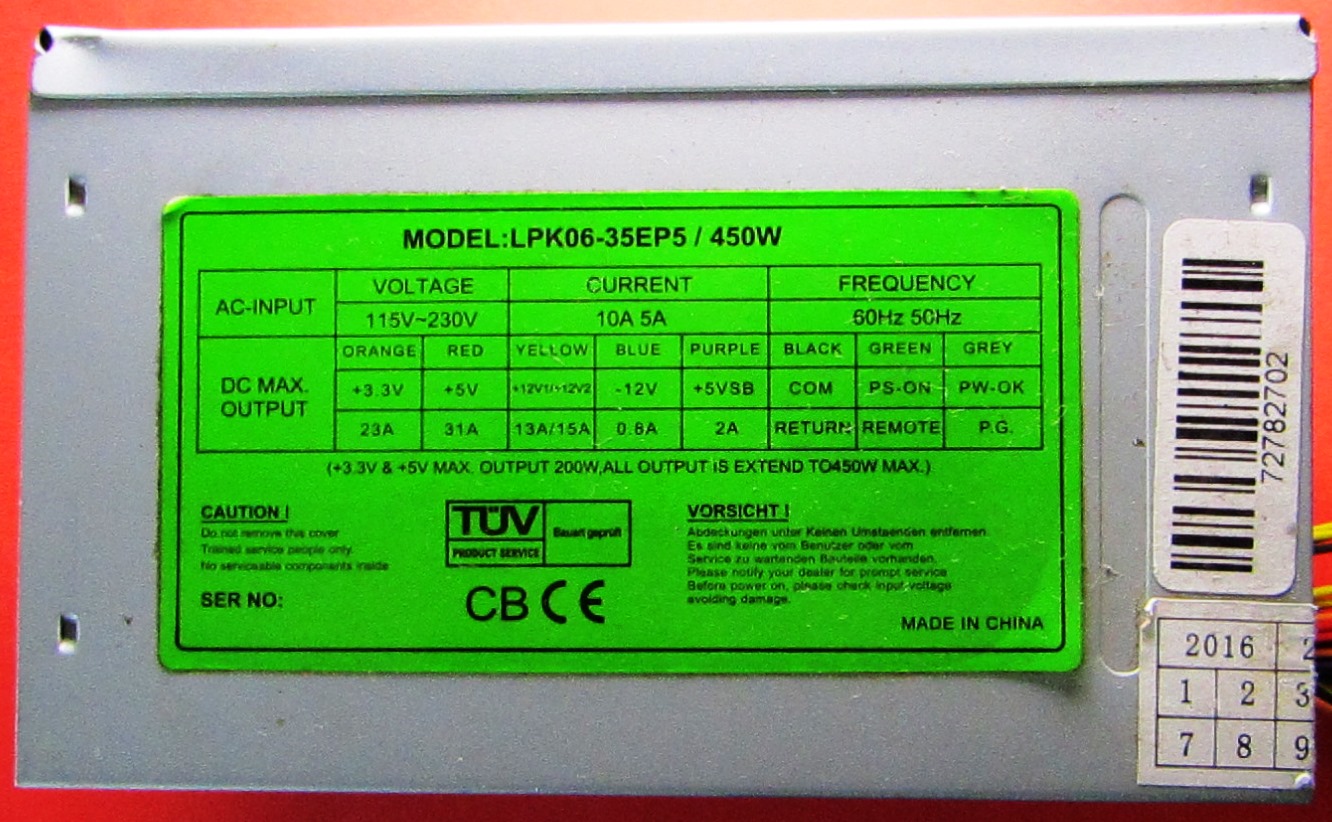 MODEL:LPK06-35EP5 / 450W
AC-INPUT
VOLTAGE CURRENT FREQUENCY
115V~230V 10A 5A 60Hz 50Hz
DC MAX.
OUTPUT
ORANGE RED YELLOW BLUE PURPLE BLACK GREEN GREY
+3.3V +5V +12V1/+12V2 -12V +5VSB COM PS-ON PW-OK
23A 31A 13A/15A 0.8A 2A RETURN REMOTE P.G.
(+3.3V & +5V MAX. OUTPUT 200W,ALL OUTPUT IS EXTEND TO450W MAX.)
CAUTION !
Do not remove this cover
Trained service people only.
No serviceable components inside
SER NO:
TÜV
PRODUCT SERVICE
Bauart geprüft
CB CE
VORSICHT !
Abdeckungen unter Keinen Umstaenden entfernen.
Es sind keine vom Benutzer oder vom
Service zu wartenden Bauteile vorhanden.
Please notify your dealer for prompt service
Before power on, please check input voltage
avoiding damage.
MADE IN CHINA
72782702
2016 2
1 2 3
7 8 9